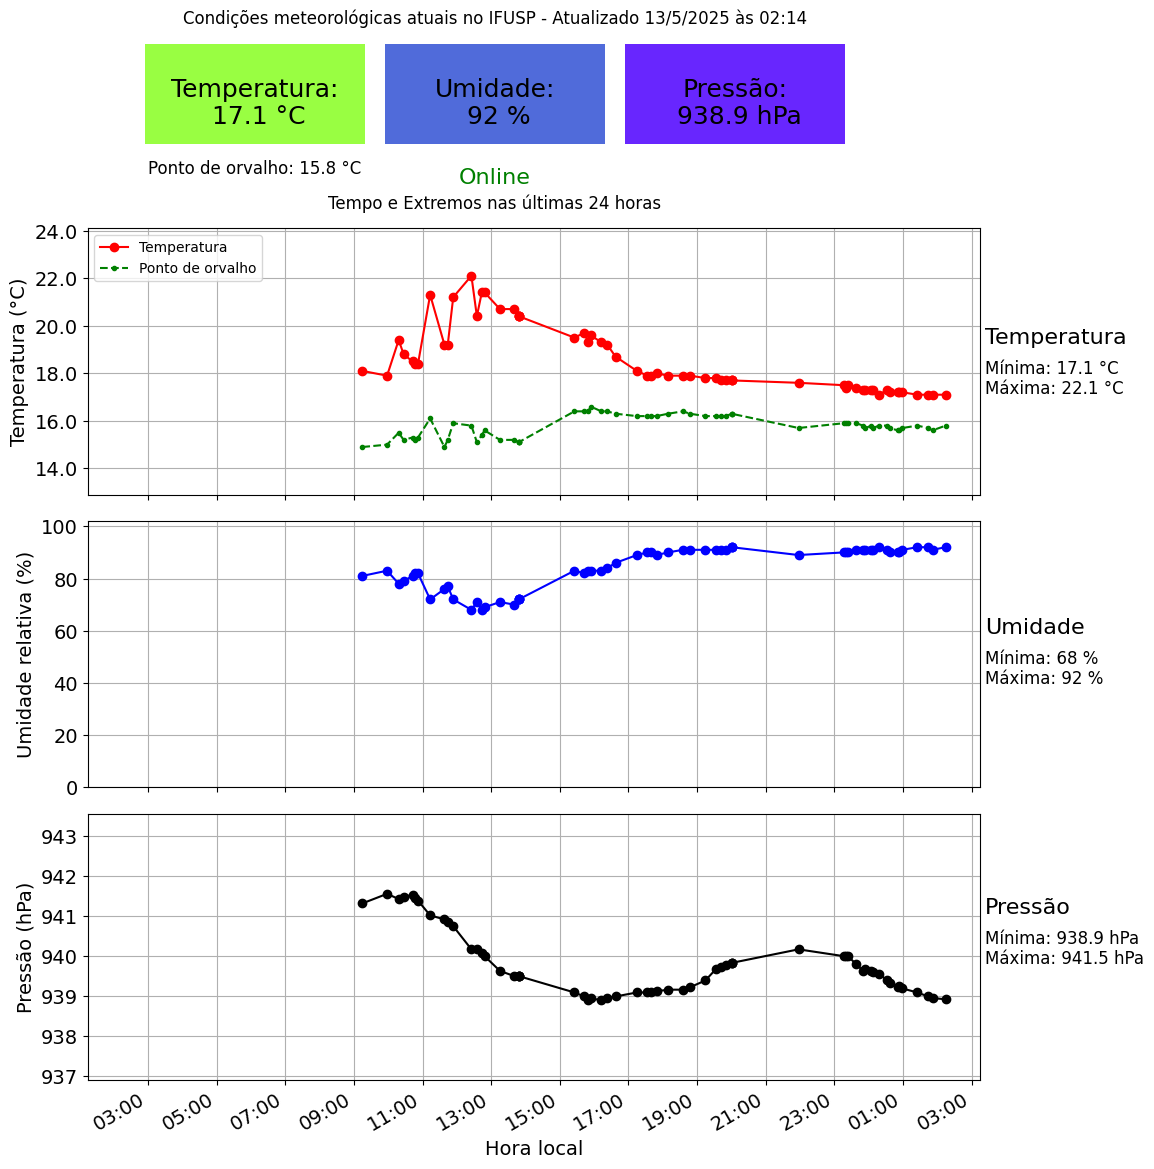 Condições meteorológicas atuais no IFUSP - Atualizado 13/5/2025 às 02:14
Temperatura:
17.1 °C
Umidade:
92 %
Pressão:
938.9 hPa
Ponto de orvalho: 15.8 °C
Online
Tempo e Extremos nas últimas 24 horas
Temperatura (°C)
24.0
22.0
20.0
18.0
16.0
14.0
Temperatura
Ponto de orvalho
Temperatura
Mínima: 17.1 °C
Máxima: 22.1 °C
Umidade relativa (%)
100
80
60
40
20
0
Umidade
Mínima: 68 %
Máxima: 92 %
Pressão (hPa)
943
942
941
940
939
938
937
Pressão
Mínima: 938.9 hPa
Máxima: 941.5 hPa
03:00
05:00
07:00
09:00
11:00
13:00
15:00
17:00
19:00
21:00
23:00
01:00
03:00
Hora local